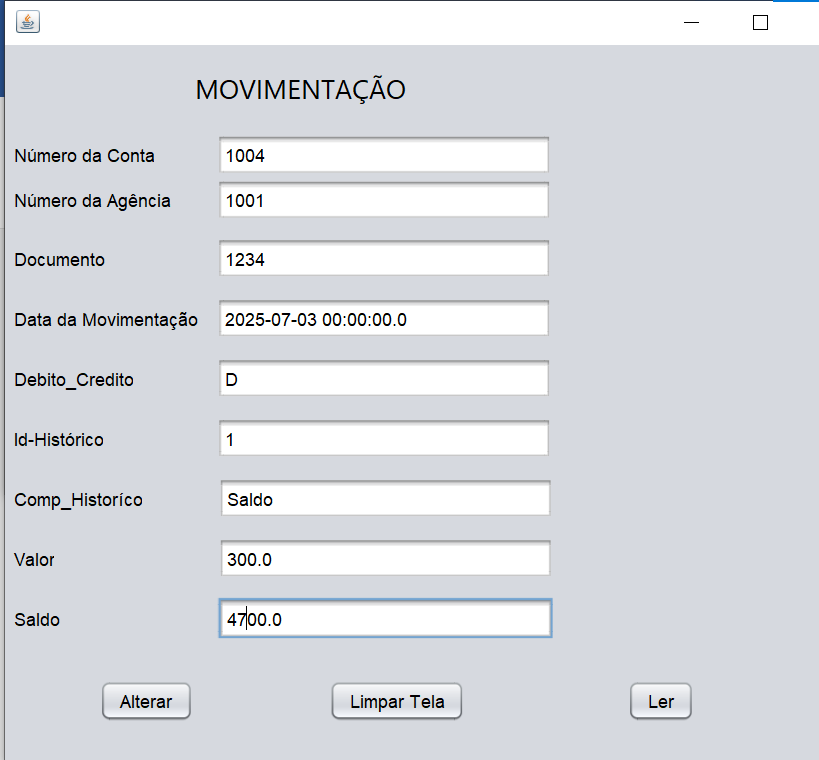 MOVIMENTAÇÃO
Número da Conta 1004
Número da Agência 1001
Documento 1234
Data da Movimentação 2025-07-03 00:00:00.0
Debito_Credito D
Id-Histórico 1
Comp_Historíco Saldo
Valor 300.0
Saldo 4700.0
Alterar Limpar Tela Ler